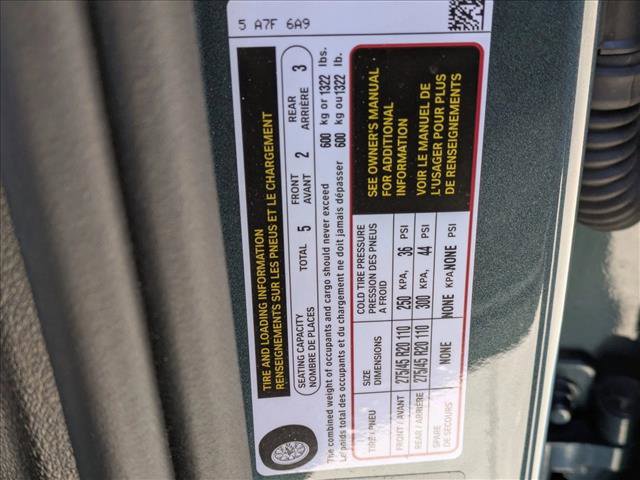 5 A7F 6A9
TIRE AND LOADING INFORMATION
RENSEIGNEMENTS SUR LES PNEUS ET LE CHARGEMENT
SEATING CAPACITY
NOMBRE DE PLACES
TOTAL 5
FRONT
AVANT 2
REAR
ARRIÈRE 3
The combined weight of occupants and cargo should never exceed 600 kg or 1322 lbs.
Le poids total des occupants et du chargement ne doit jamais dépasser 600 kg ou 1322 lb.
TIRE / PNEU
SIZE
DIMENSIONS
COLD TIRE PRESSURE
PRESSION DES PNEUS
A FROID
FRONT / AVANT 275/45 R20 110 250 KPA, 36 PSI
REAR / ARRIÈRE 275/45 R20 110 300 KPA, 44 PSI
SPARE
DE SECOURS
NONE NONE KPA NONE PSI
SEE OWNER'S MANUAL
FOR ADDITIONAL
INFORMATION
VOIR LE MANUEL DE
L'USAGER POUR PLUS
DE RENSEIGNEMENTS